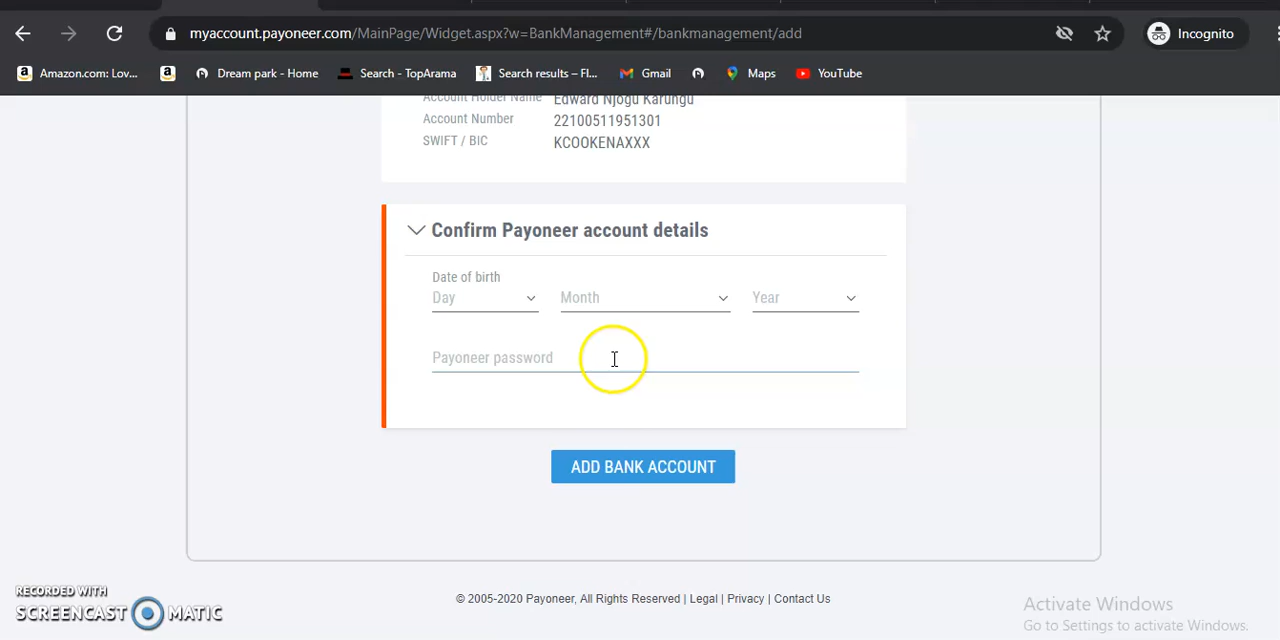 myaccount.payoneer.com/MainPage/Widget.aspx?w=BankManagement#/bankmanagement/add
Incognito
Amazon.com: Lov...
Dream park - Home
Search - TopArama
Search results – Fl...
Gmail
Maps
YouTube
Account Holder Name Edward Njogu Karungu
Account Number 22100511951301
SWIFT / BIC KCOOKENAXXX
Confirm Payoneer account details
Date of birth
Day Month Year
Payoneer password
ADD BANK ACCOUNT
RECORDED WITH
SCREENCAST MATIC
© 2005-2020 Payoneer, All Rights Reserved | Legal | Privacy | Contact Us
Activate Windows
Go to Settings to activate Windows.